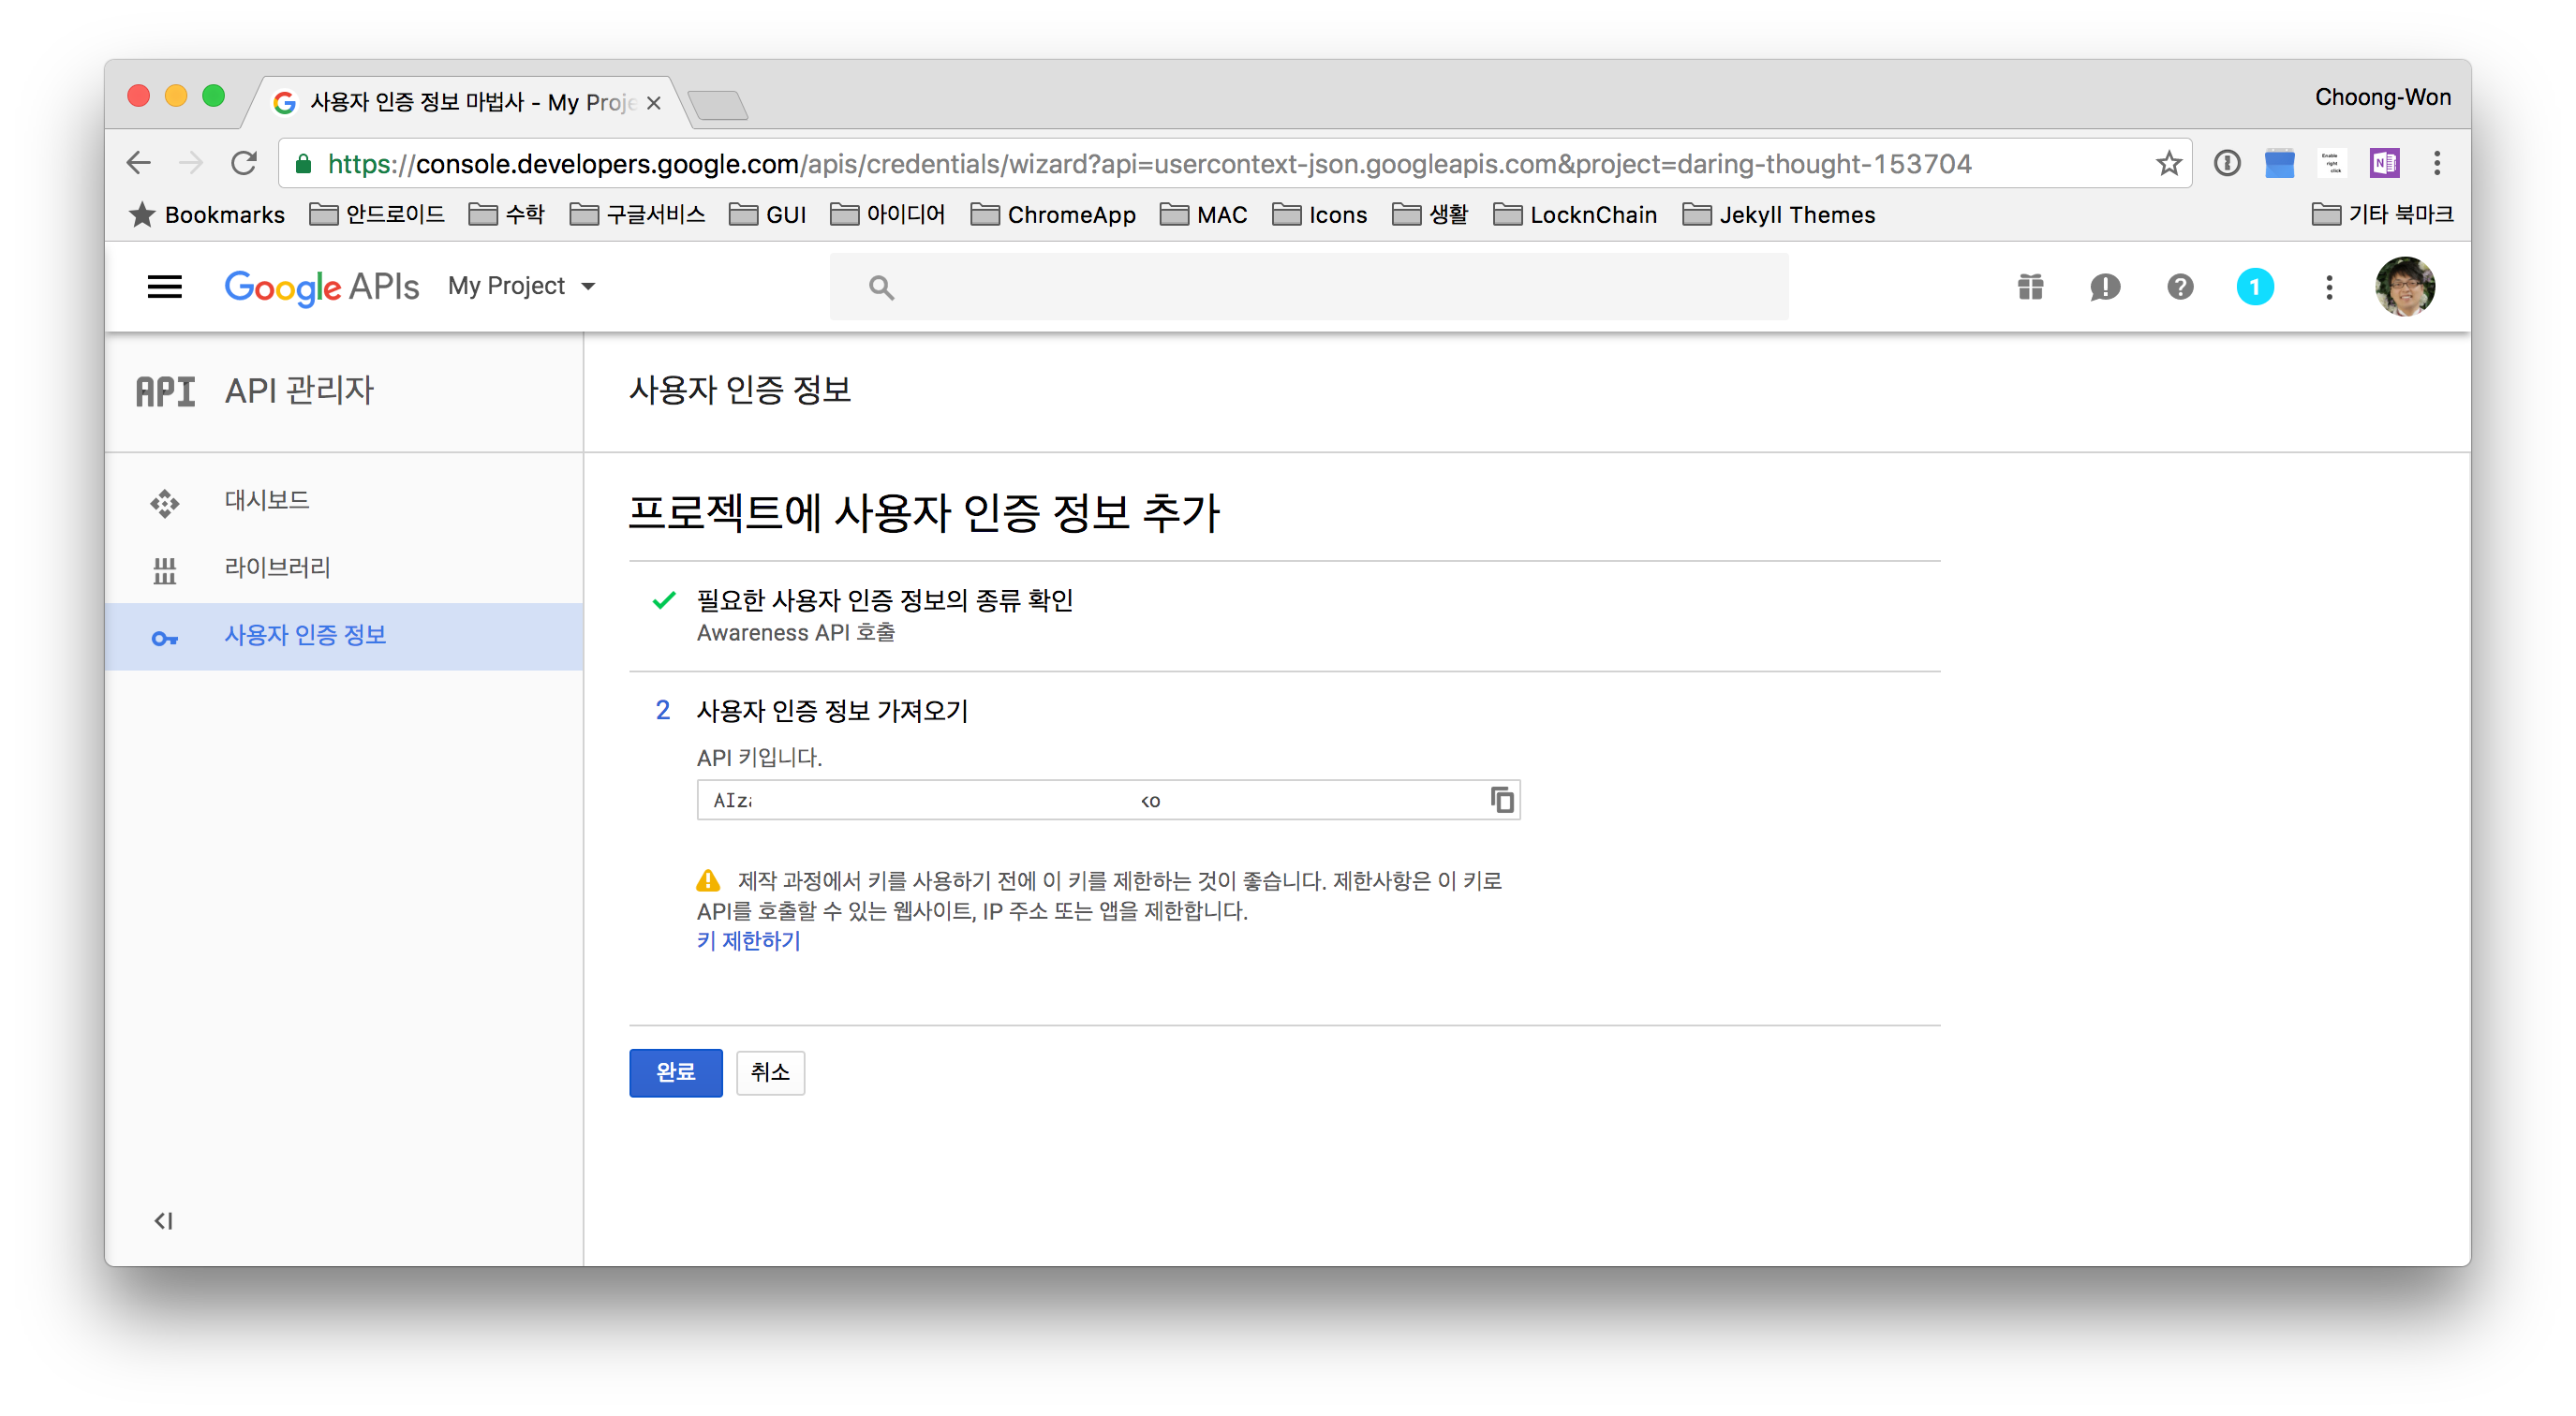 사용자 인증 정보 마법사 - My Proje
Choong-Won
https://console.developers.google.com/apis/credentials/wizard?api=usercontext-json.googleapis.com&project=daring-thought-153704
Enable right click
N
Bookmarks 안드로이드 수학 구글서비스 GUI 아이디어 ChromeApp MAC Icons 생활 LocknChain Jekyll Themes 기타 북마크
Google APIs My Project
1
API API 관리자
사용자 인증 정보
대시보드
라이브러리
사용자 인증 정보
프로젝트에 사용자 인증 정보 추가
필요한 사용자 인증 정보의 종류 확인
Awareness API 호출
2 사용자 인증 정보 가져오기
API 키입니다.
AIz
제작 과정에서 키를 사용하기 전에 이 키를 제한하는 것이 좋습니다. 제한사항은 이 키로
API를 호출할 수 있는 웹사이트, IP 주소 또는 앱을 제한합니다.
키 제한하기
완료 취소